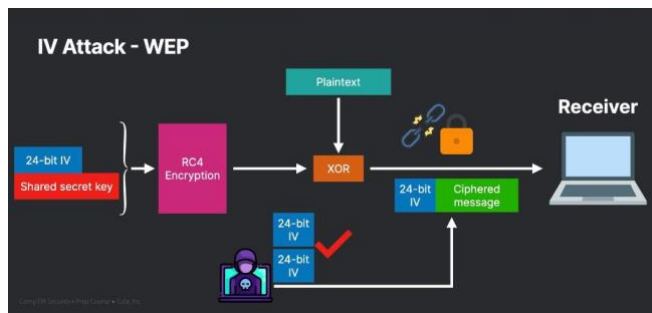 IV Attack - WEP
Plaintext
Receiver
24-bit IV
Shared secret key
RC4
Encryption
XOR
24-bit
IV
Ciphered
message
24-bit
IV
24-bit
IV